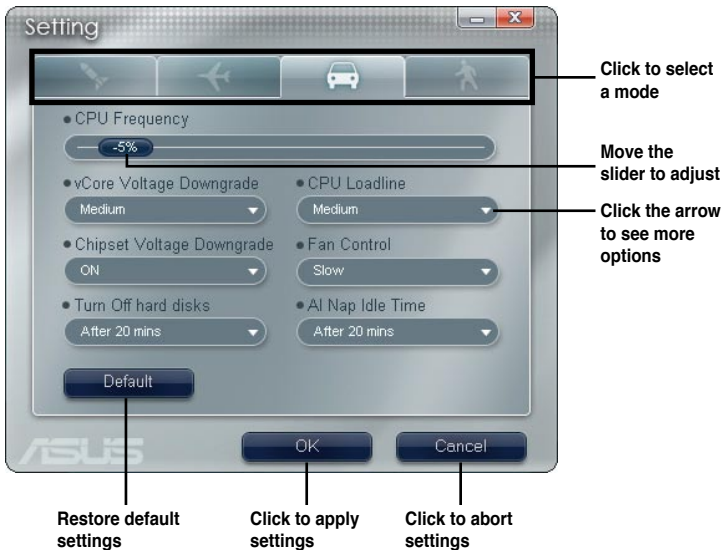 Setting
Click to select
a mode
CPU Frequency
-5%
Move the
slider to adjust
vCore Voltage Downgrade
CPU Loadline
Medium
Medium
Click the arrow
to see more
options
Chipset Voltage Downgrade
Fan Control
ON
Slow
Turn Off hard disks
AI Nap Idle Time
After 20 mins
After 20 mins
Default
ASUS
OK
Cancel
Restore default
settings
Click to apply
settings
Click to abort
settings